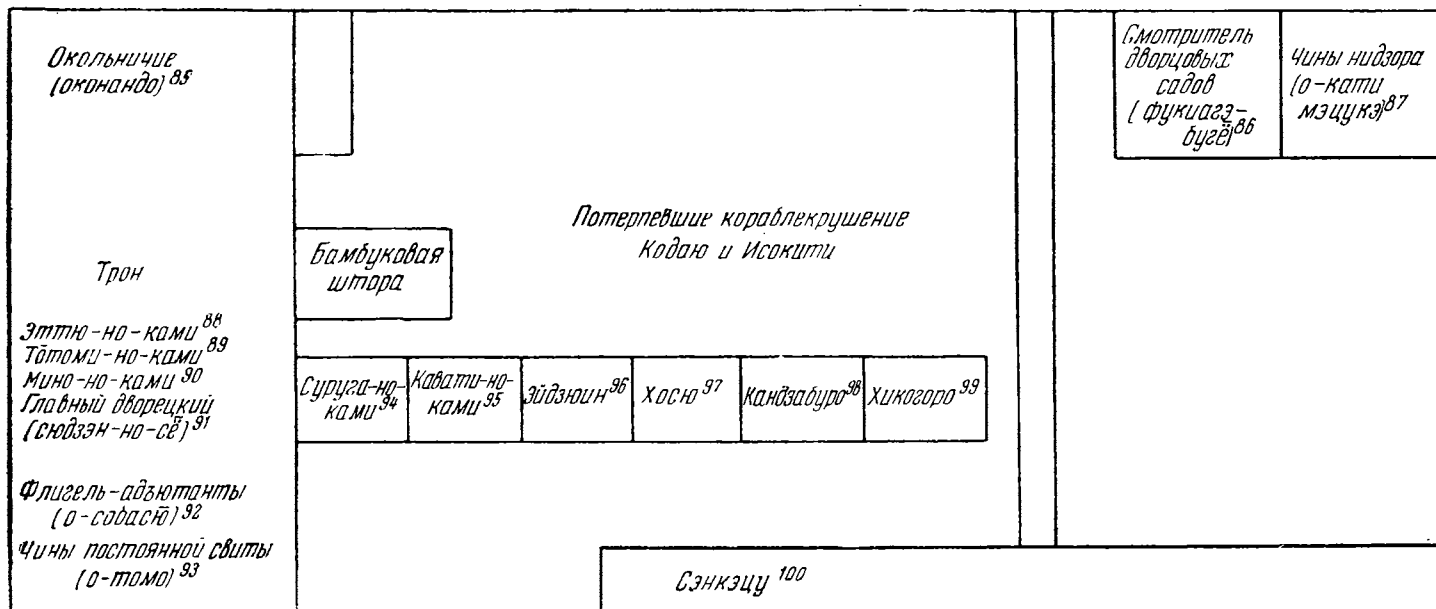 Окольничие
(оконандо) 85
Смотритель
дворцовых
садов
(фукиагэ-
бугё) 86
Чины нидзора
(о-кати
мэцукэ) 87
Потерпевшие кораблекрушение
Кодаю и Исокити
Бамбуковая
штора
Трон
Эттю-но-ками 88
Тōтоми-но-ками 89
Мино-но-ками 90
Главный дворецкий
(сюдзэн-но-сё) 91
Суруга-но-
ками 94
Кавати-но-
ками 95
Эйдзюин 96
Хосю 97
Кандзабуро 98
Хикогоро 99
Флигель-адъютанты
(о-собасю̄) 92
Чины постоянной свиты
(о-томо) 93
Сэнкэцу 100